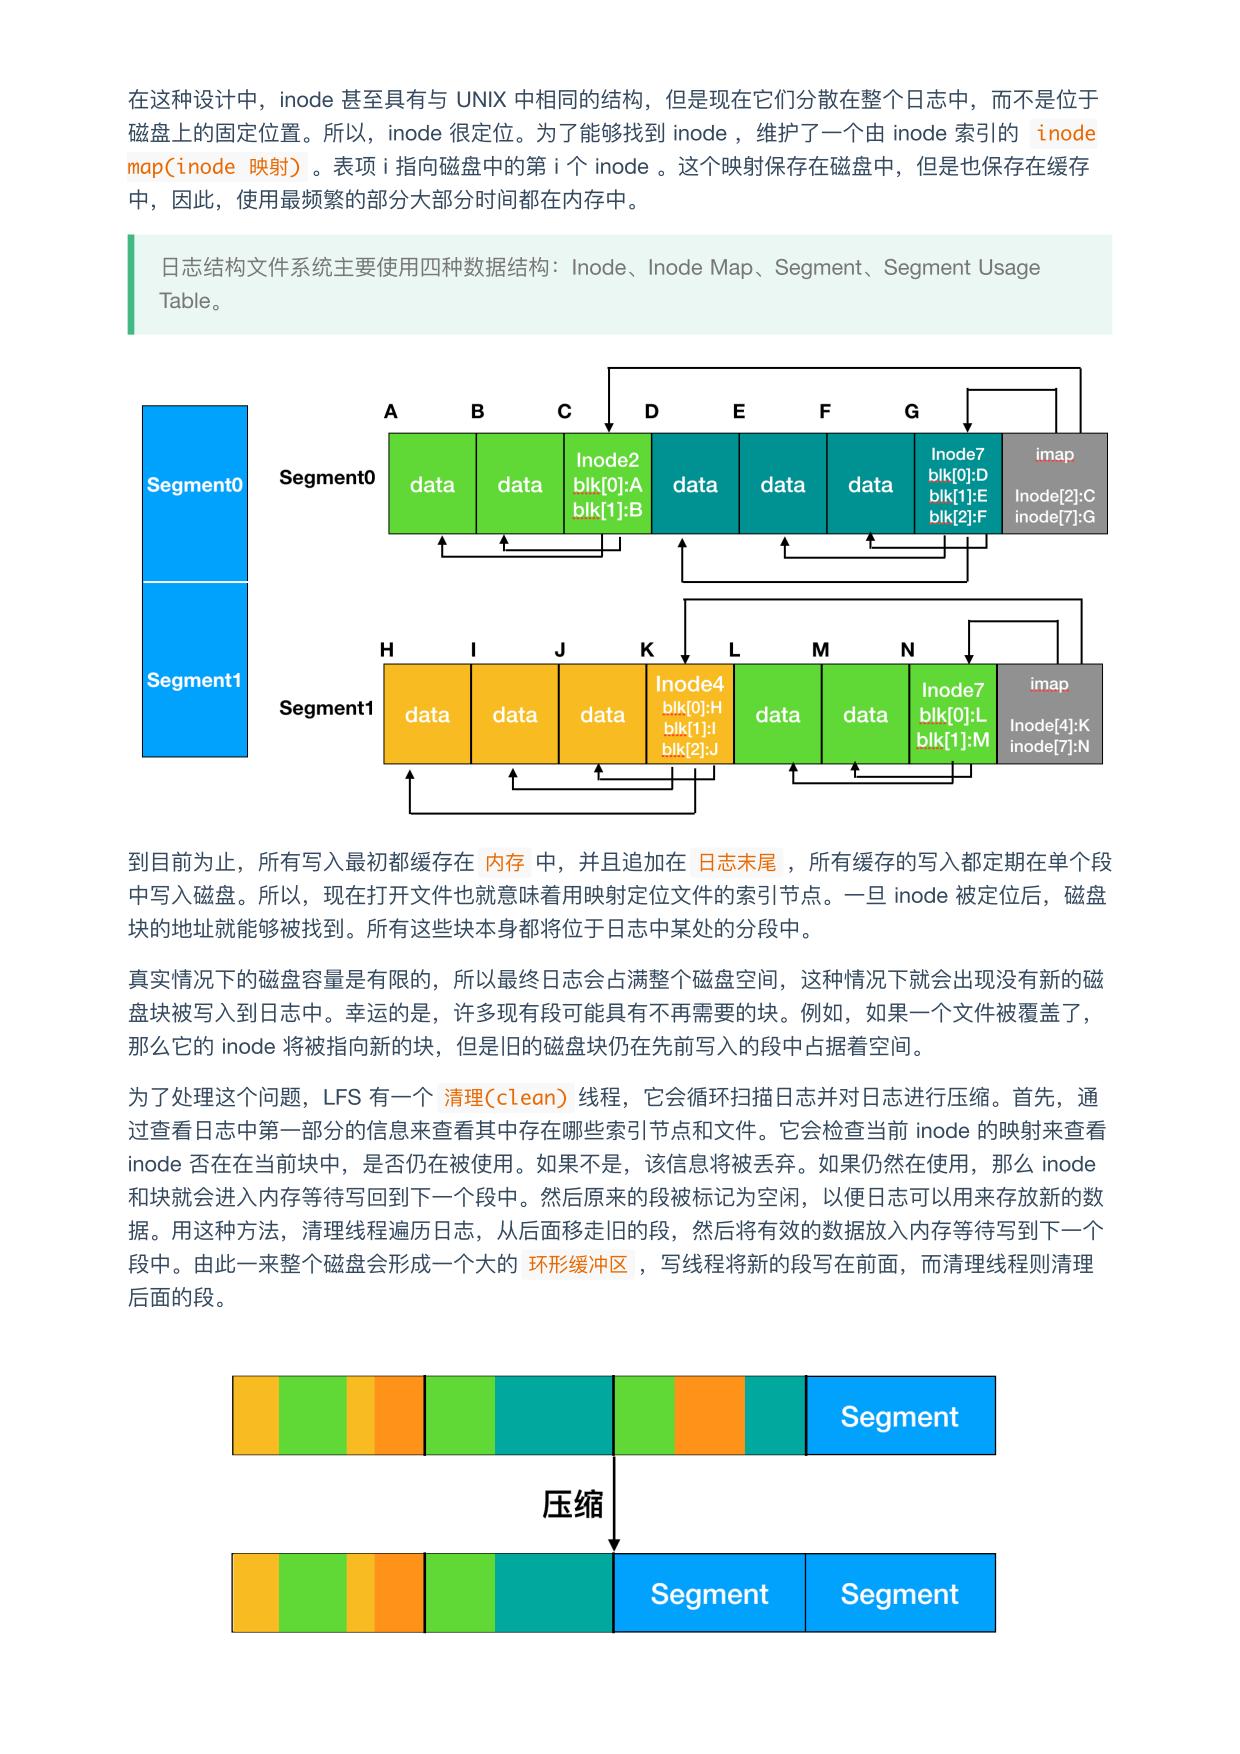 在这种设计中，inode 甚至具有与 UNIX 中相同的结构，但是现在它们分散在整个日志中，而不是位于
磁盘上的固定位置。所以，inode 很定位。为了能够找到 inode ，维护了一个由 inode 索引的 inode
map(inode 映射) 。表项 i 指向磁盘中的第 i 个 inode 。这个映射保存在磁盘中，但是也保存在缓存
中，因此，使用最频繁的部分大部分时间都在内存中。
日志结构文件系统主要使用四种数据结构：Inode、Inode Map、Segment、Segment Usage
Table。
Segment0
Segment1
Segment0
A B C D E F G
data data
Inode2
blk[0]:A
blk[1]:B
data data data
Inode7
blk[0]:D
blk[1]:E
blk[2]:F
imap
Inode[2]:C
inode[7]:G
Segment1
H I J K L M N
data data data
Inode4
blk[0]:H
blk[1]:I
blk[2]:J
data data
Inode7
blk[0]:L
blk[1]:M
imap
Inode[4]:K
inode[7]:N
到目前为止，所有写入最初都缓存在 内存 中，并且追加在 日志末尾 ，所有缓存的写入都定期在单个段
中写入磁盘。所以，现在打开文件也就意味着用映射定位文件的索引节点。一旦 inode 被定位后，磁盘
块的地址就能够被找到。所有这些块本身都将位于日志中某处的分段中。
真实情况下的磁盘容量是有限的，所以最终日志会占满整个磁盘空间，这种情况下就会出现没有新的磁
盘块被写入到日志中。幸运的是，许多现有段可能具有不再需要的块。例如，如果一个文件被覆盖了，
那么它的 inode 将被指向新的块，但是旧的磁盘块仍在先前写入的段中占据着空间。
为了处理这个问题，LFS 有一个 清理(clean) 线程，它会循环扫描日志并对日志进行压缩。首先，通
过查看日志中第一部分的信息来查看其中存在哪些索引节点和文件。它会检查当前 inode 的映射来查看
inode 否在在当前块中，是否仍在被使用。如果不是，该信息将被丢弃。如果仍然在使用，那么 inode
和块就会进入内存等待写回到下一个段中。然后原来的段被标记为空闲，以便日志可以用来存放新的数
据。用这种方法，清理线程遍历日志，从后面移走旧的段，然后将有效的数据放入内存等待写到下一个
段中。由此一来整个磁盘会形成一个大的 环形缓冲区 ，写线程将新的段写在前面，而清理线程则清理
后面的段。
Segment
压缩
Segment Segment